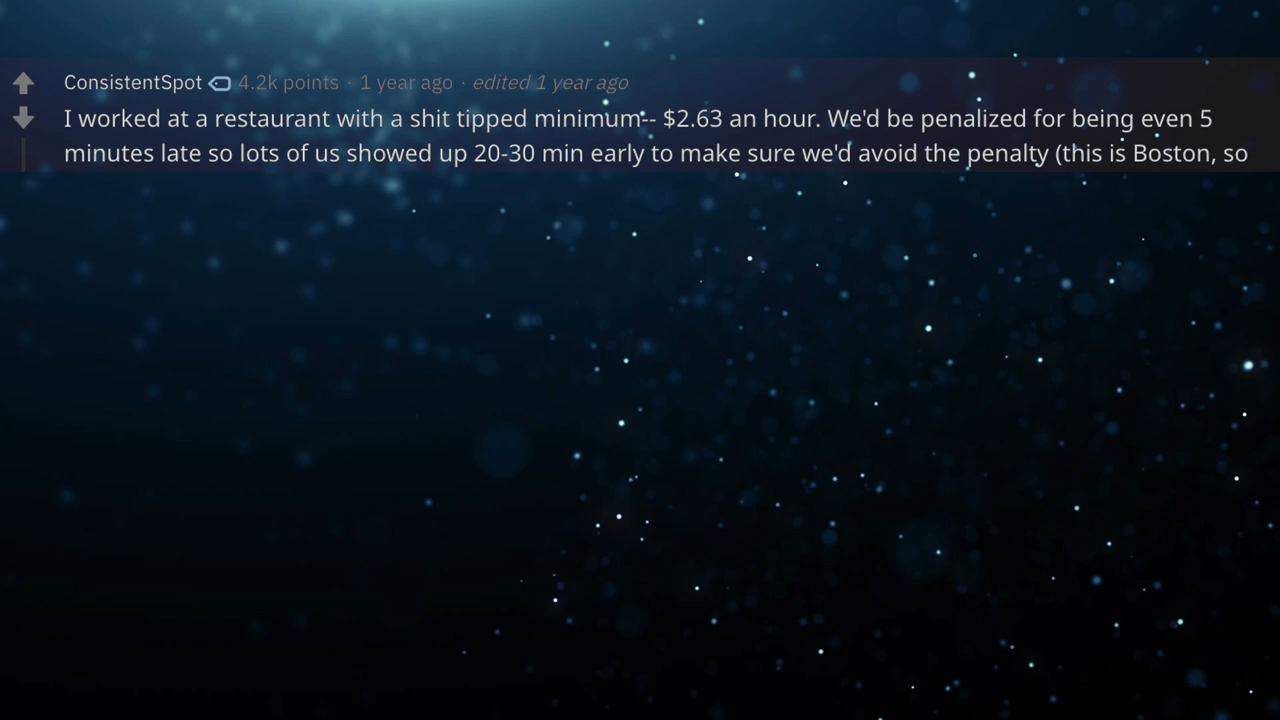 ConsistentSpot 4.2k points · 1 year ago · edited 1 year ago
I worked at a restaurant with a shit tipped minimum-- $2.63 an hour. We'd be penalized for being even 5
minutes late so lots of us showed up 20-30 min early to make sure we'd avoid the penalty (this is Boston, so